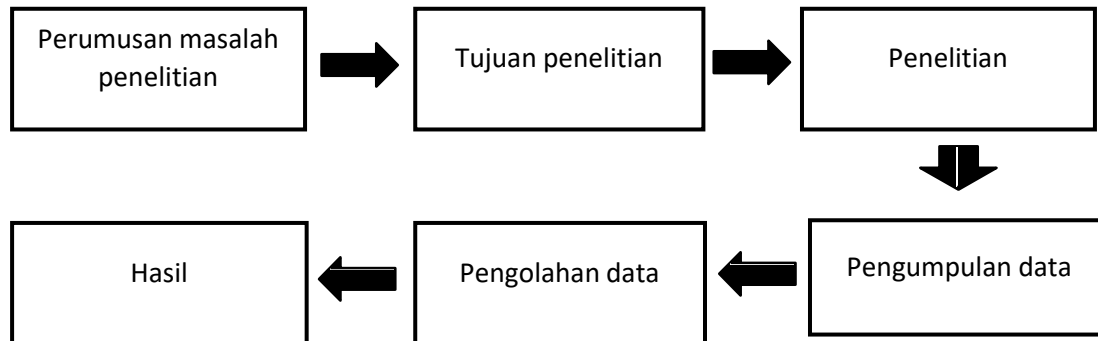 Perumusan masalah
penelitian
Tujuan penelitian
Penelitian
Pengumpulan data
Pengolahan data
Hasil